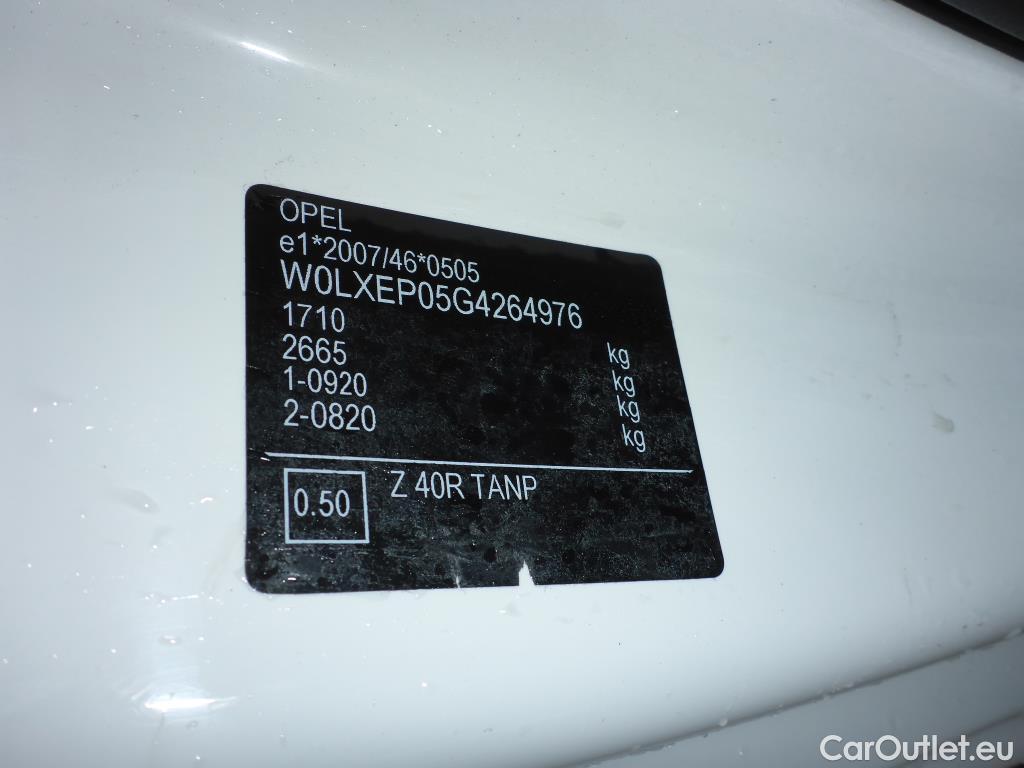 OPEL
e1*2007/46*0505
W0LXEP05G4264976
1710 kg
2665 kg
1-0920 kg
2-0820 kg
0.50 Z 40R TANP
CarOutlet.eu